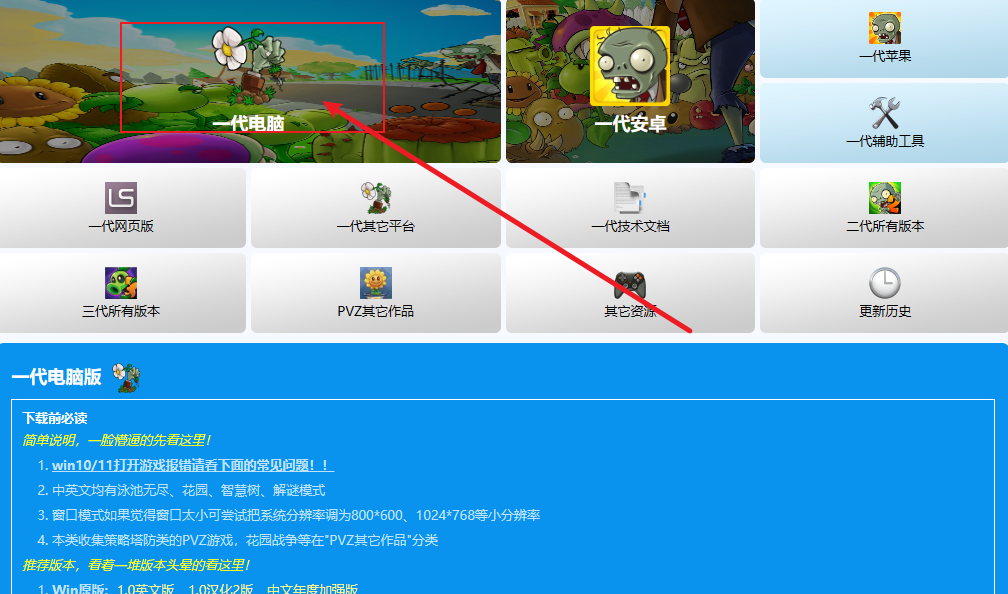 一代电脑
一代安卓
一代苹果
一代辅助工具
一代网页版
一代其它平台
一代技术文档
二代所有版本
三代所有版本
PVZ其它作品
其它资源
更新历史
一代电脑版
下载前必读
简单说明，一脸懵逼的先看这里！
1. win10/11打开游戏报错请看下面的常见问题！！
2. 中英文均有泳池无尽、花园、智慧树、解谜模式
3. 窗口模式如果觉得窗口太小可尝试把系统分辨率调为800*600、1024*768等小分辨率
4. 本类收集策略塔防类的PVZ游戏，花园战争等在"PVZ其它作品"分类
推荐版本，看着一堆版本头晕的看这里！
1. Win原版：1.0英文版、1.0汉化2版、中文年度加强版